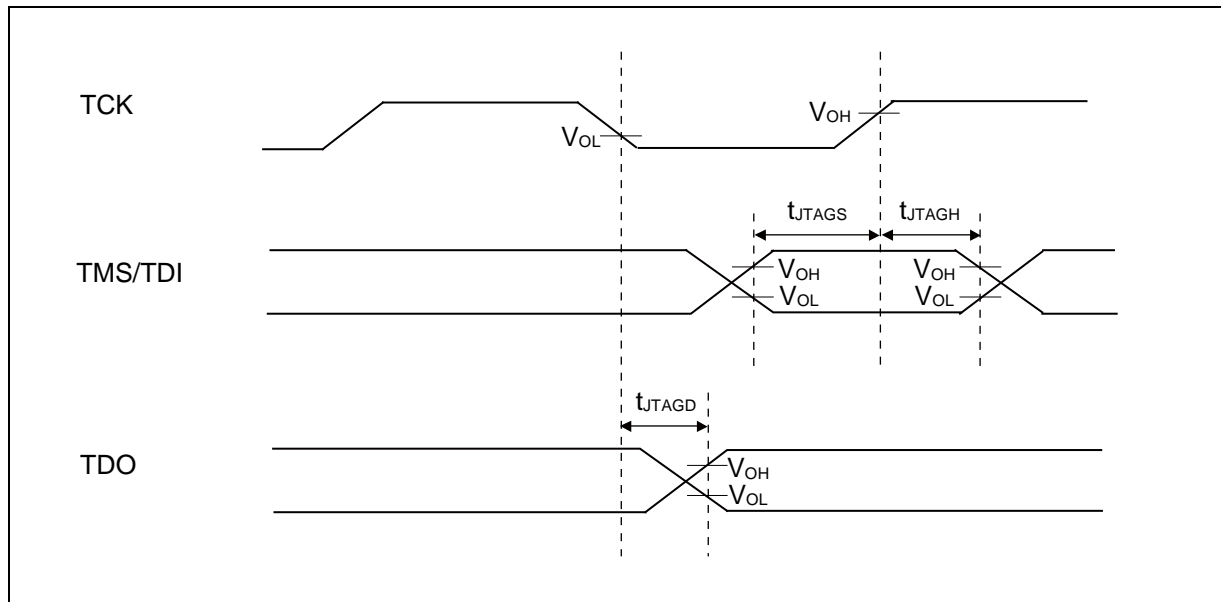 TCK
VOL
VOH
tJTAGS
tJTAGH
TMS/TDI
VOH
VOL
VOH
VOL
tJTAGD
TDO
VOH
VOL